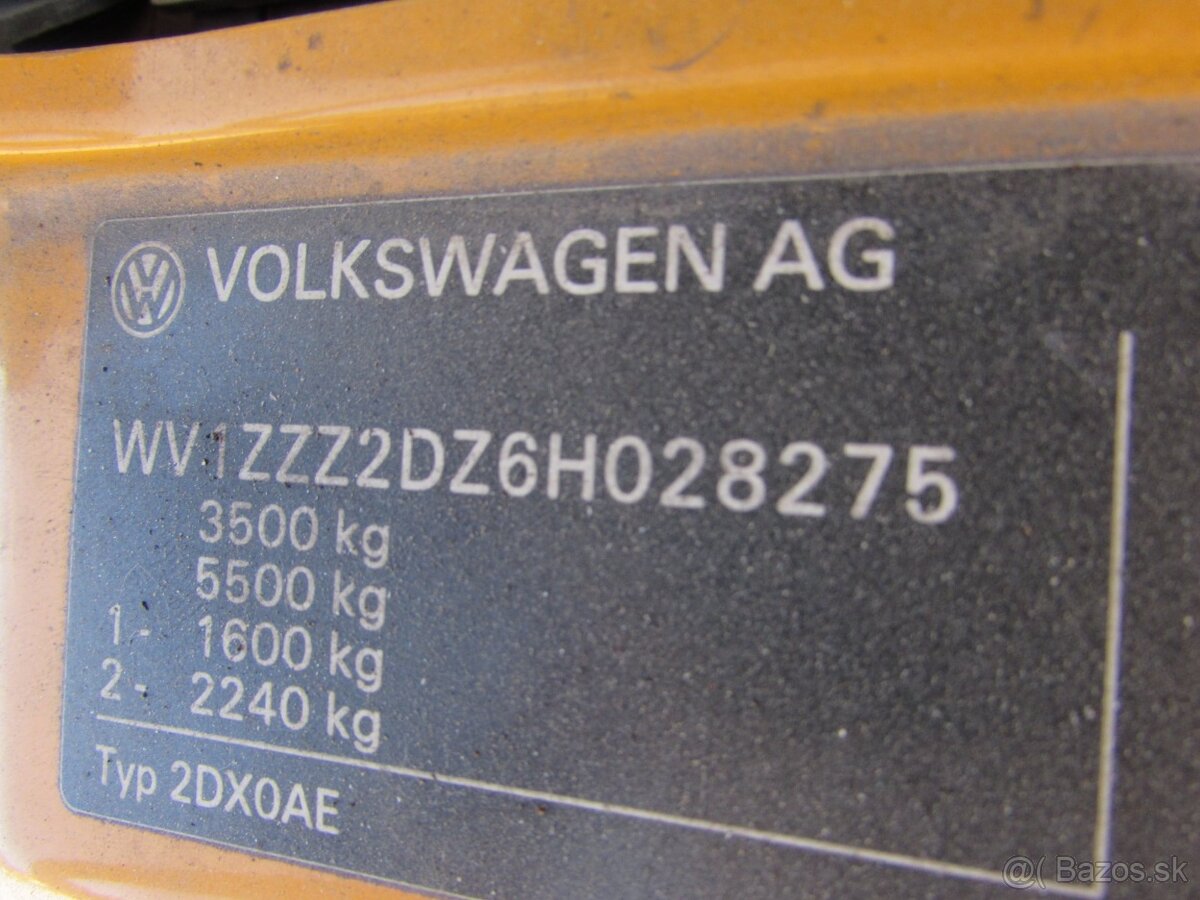 VOLKSWAGEN AG
WV1ZZZ2DZ6H028275
3500 kg
5500 kg
1- 1600 kg
2- 2240 kg
Typ 2DX0AE
@( Bazos.sk